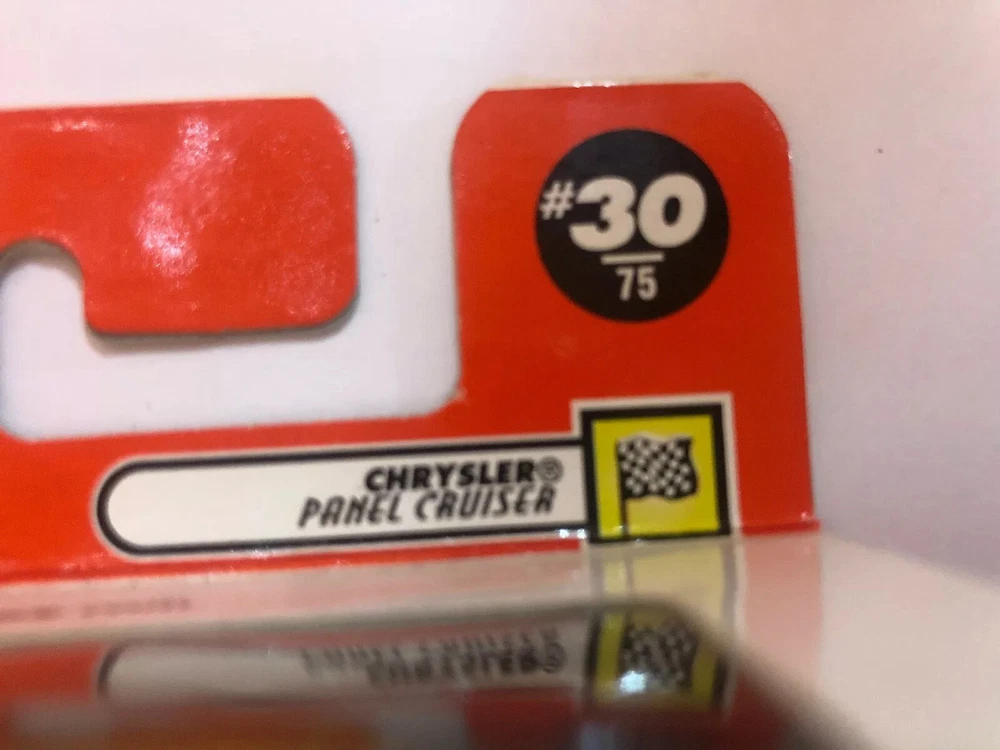 #30
75
CHRYSLER®
PANEL CRUISER